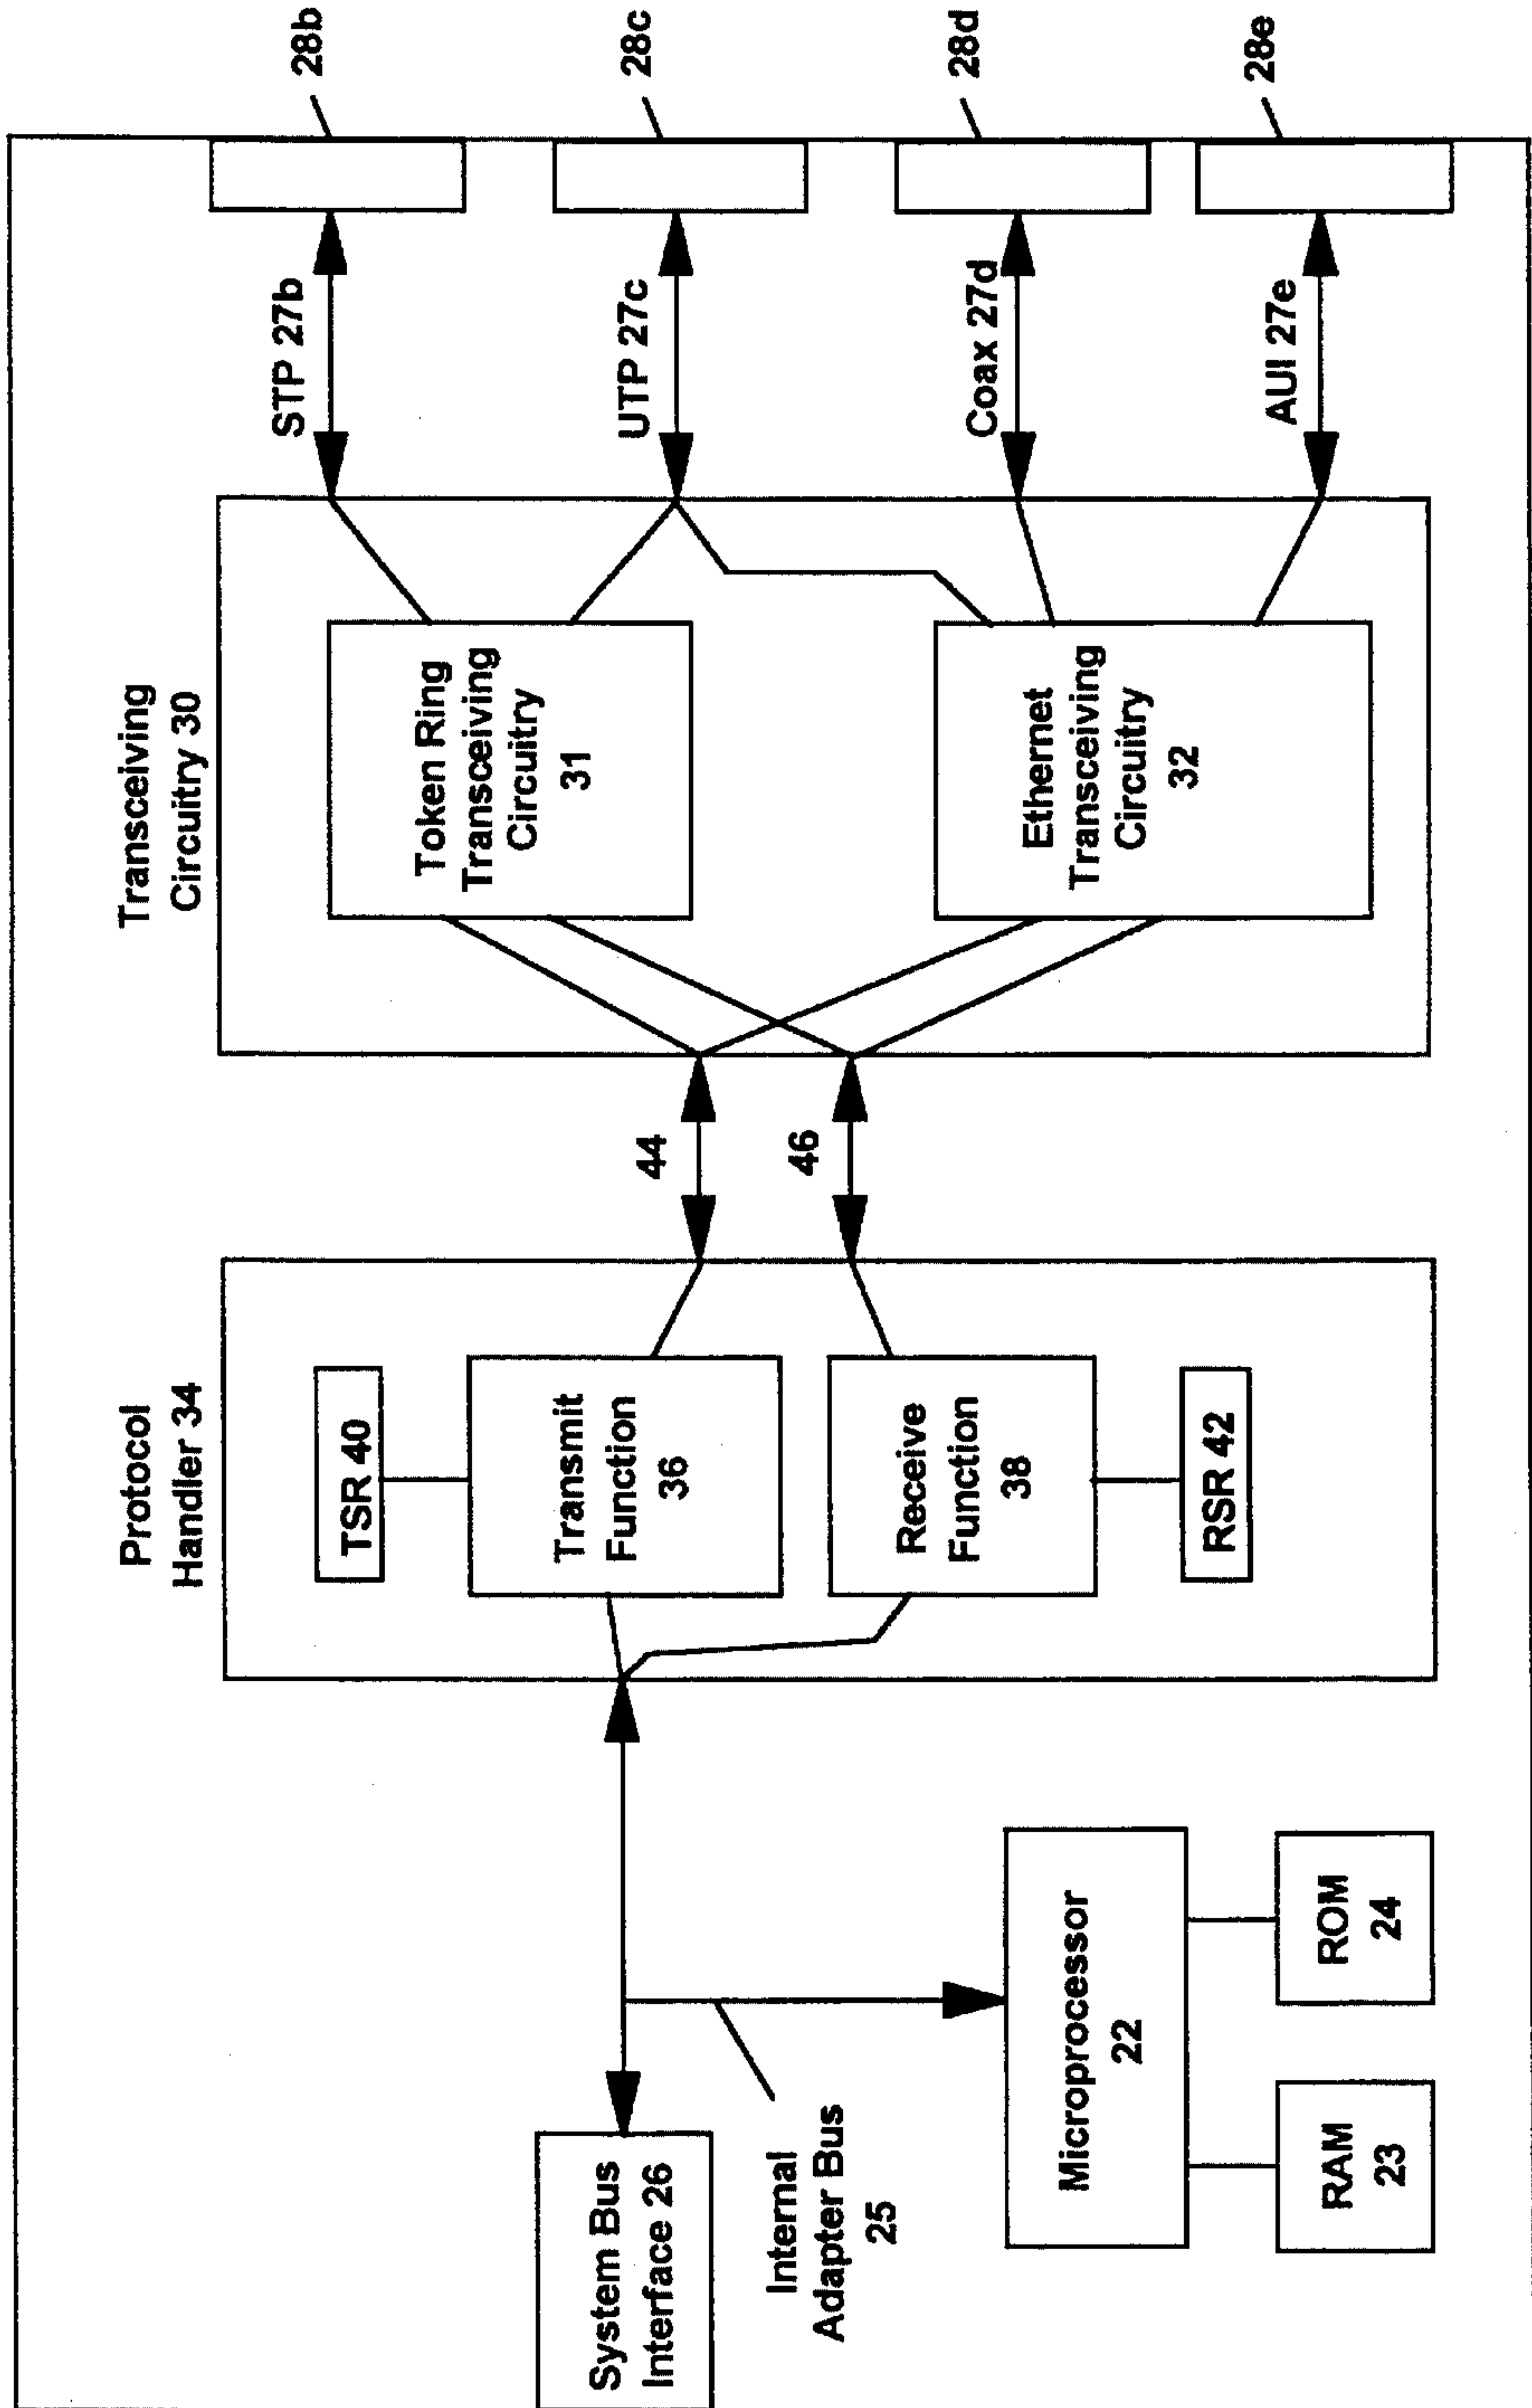 System Bus
Interface 26
Internal
Adapter Bus
25
Microprocessor
22
RAM
23
ROM
24
Protocol
Handler 34
TSR 40
Transmit
Function
36
Receive
Function
38
RSR 42
44
46
Transceiving
Circuitry 30
Token Ring
Transceiving
Circuitry
31
Ethernet
Transceiving
Circuitry
32
STP 27b
UTP 27c
Coax 27d
AUI 27e
28b
28c
28d
28e